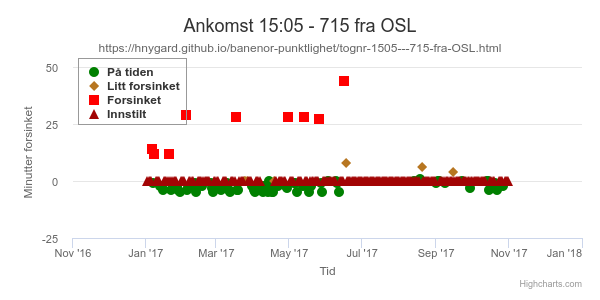 Ankomst 15:05 - 715 fra OSL
https://hnygard.github.io/banenor-punktlighet/tognr-1505---715-fra-OSL.html
Minutter forsinket
50
25
0
-25
På tiden
Litt forsinket
Forsinket
Innstilt
Nov '16 Jan '17 Mar '17 May '17 Jul '17 Sep '17 Nov '17 Jan '18
Tid
Highcharts.com